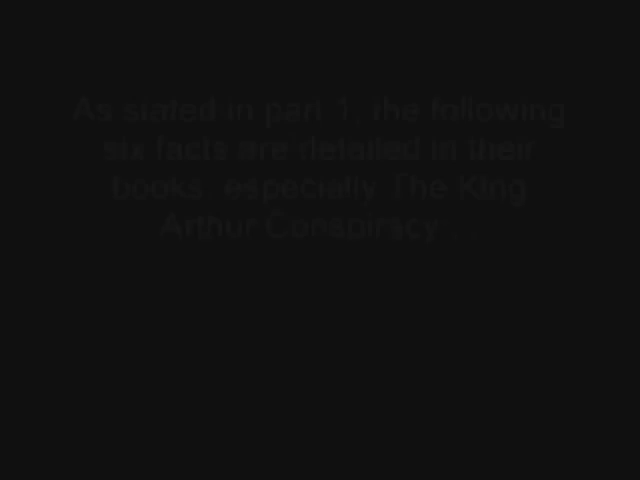 As stated in part 1, the following
six facts are detailed in their
books, especially The King
Arthur Conspiracy ...